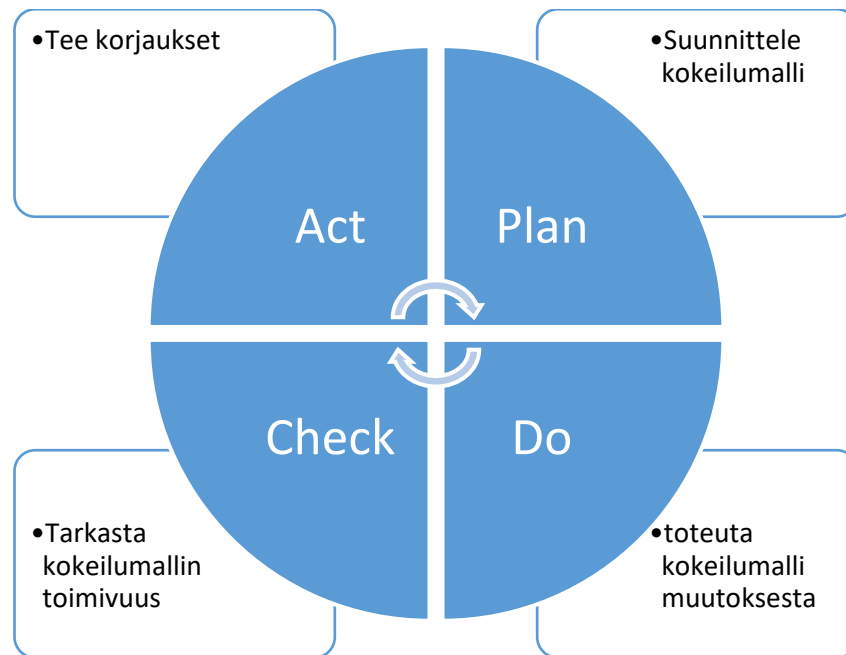 •Tee korjaukset
•Suunnittele
kokeilumalli
Act
Plan
Check
Do
•Tarkasta
kokeilumallin
toimivuus
•toteuta
kokeilumalli
muutoksesta